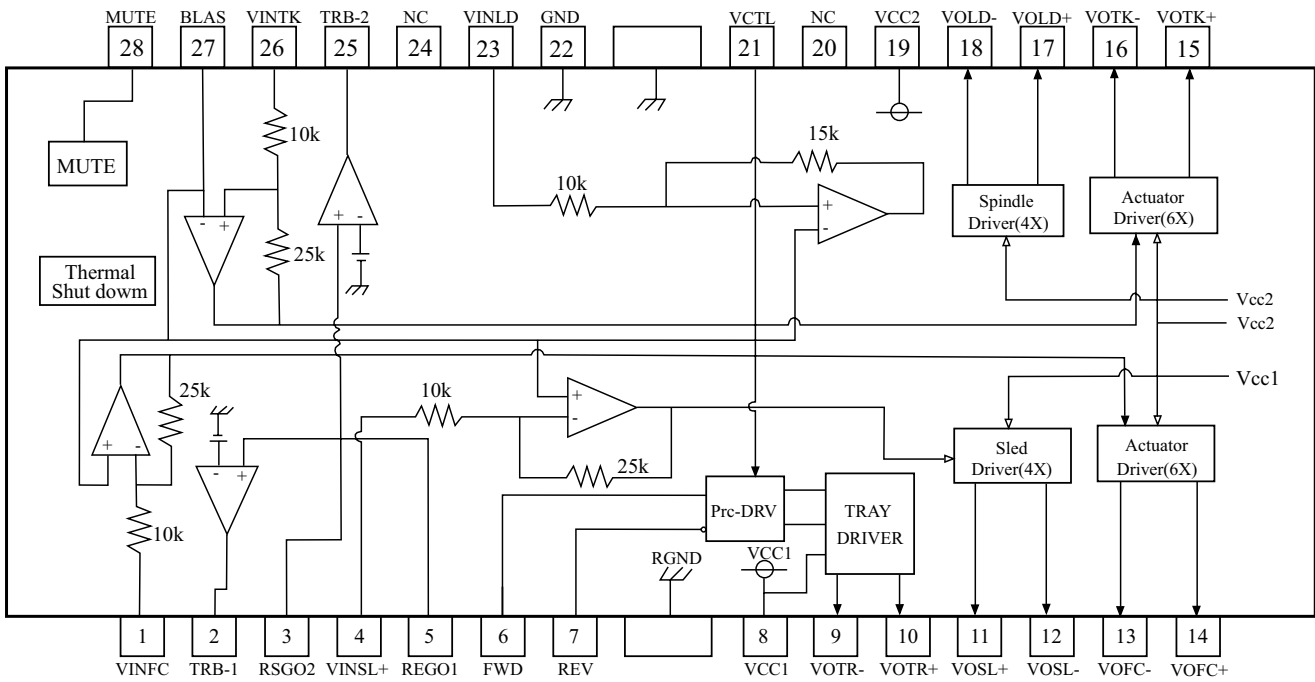 MUTE BLAS VINTK TRB-2 NC VINLD GND VCTL NC VCC2 VOLD- VOLD+ VOTK- VOTK+
28 27 26 25 24 23 22 21 20 19 18 17 16 15
10k
15k
MUTE
10k
+ -
+
-
- +
Spindle
Driver(4X)
Actuator
Driver(6X)
25k
Thermal
Shut dowm
Vcc2
Vcc2
Vcc1
25k
10k
+
-
+ -
- +
25k
Sled
Driver(4X)
Actuator
Driver(6X)
10k
Prc-DRV
TRAY
DRIVER
RGND
VCC1
1 2 3 4 5 6 7 8 9 10 11 12 13 14
VINFC TRB-1 RSGO2 VINSL+ REGO1 FWD REV VCC1 VOTR- VOTR+ VOSL+ VOSL- VOFC- VOFC+